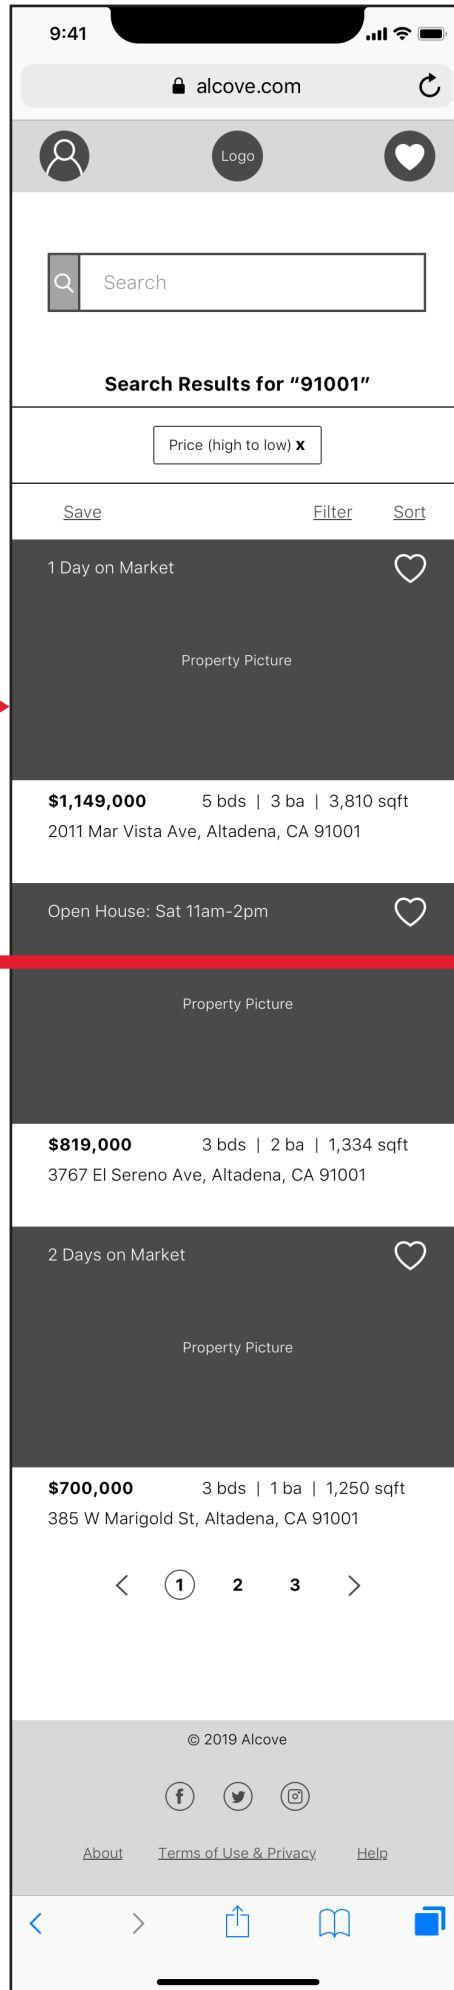 9:41
alcove.com
Logo
Search
Search Results for “91001”
Price (high to low) x
Save Filter Sort
1 Day on Market
Property Picture
$1,149,000 5 bds | 3 ba | 3,810 sqft
2011 Mar Vista Ave, Altadena, CA 91001
Open House: Sat 11am-2pm
Property Picture
$819,000 3 bds | 2 ba | 1,334 sqft
3767 El Sereno Ave, Altadena, CA 91001
2 Days on Market
Property Picture
$700,000 3 bds | 1 ba | 1,250 sqft
385 W Marigold St, Altadena, CA 91001
1 2 3
© 2019 Alcove
About Terms of Use & Privacy Help